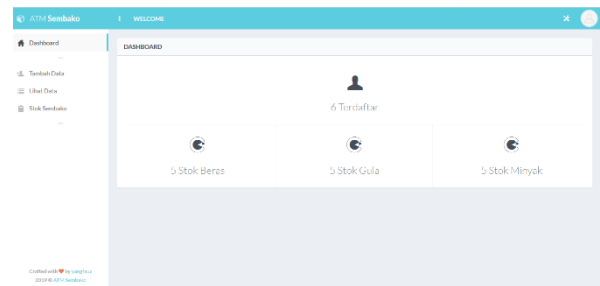 ATM Sembako
WELCOME
Dashboard
Tambah Data
Lihat Data
Stok Sembako
DASHBOARD
6 Terdaftar
5 Stok Beras
5 Stok Gula
5 Stok Minyak
Crafted with by
2019 © ATM Sembako